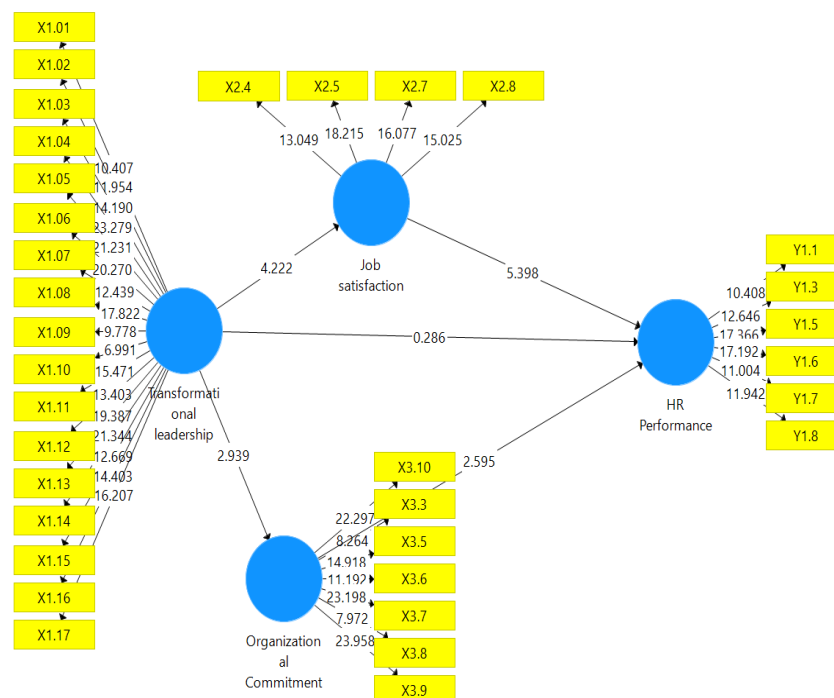 X1.01
X1.02
X1.03
X1.04
X1.05
X1.06
X1.07
X1.08
X1.09
X1.10
X1.11
X1.12
X1.13
X1.14
X1.15
X1.16
X1.17
10.407
11.954
14.190
23.279
21.231
20.270
12.439
17.822
9.778
6.991
15.471
13.403
19.387
21.344
12.669
14.403
16.207
Transformati
onal
leadership
X2.4
X2.5
X2.7
X2.8
13.049
18.215
16.077
15.025
Job
satisfaction
4.222
5.398
0.286
2.939
2.595
Y1.1
Y1.3
Y1.5
Y1.6
Y1.7
Y1.8
10.408
12.646
17.366
17.192
11.004
11.942
HR
Performance
X3.10
X3.3
X3.5
X3.6
X3.7
X3.8
X3.9
22.297
8.264
14.918
11.192
23.198
7.972
23.958
Organization
al
Commitment